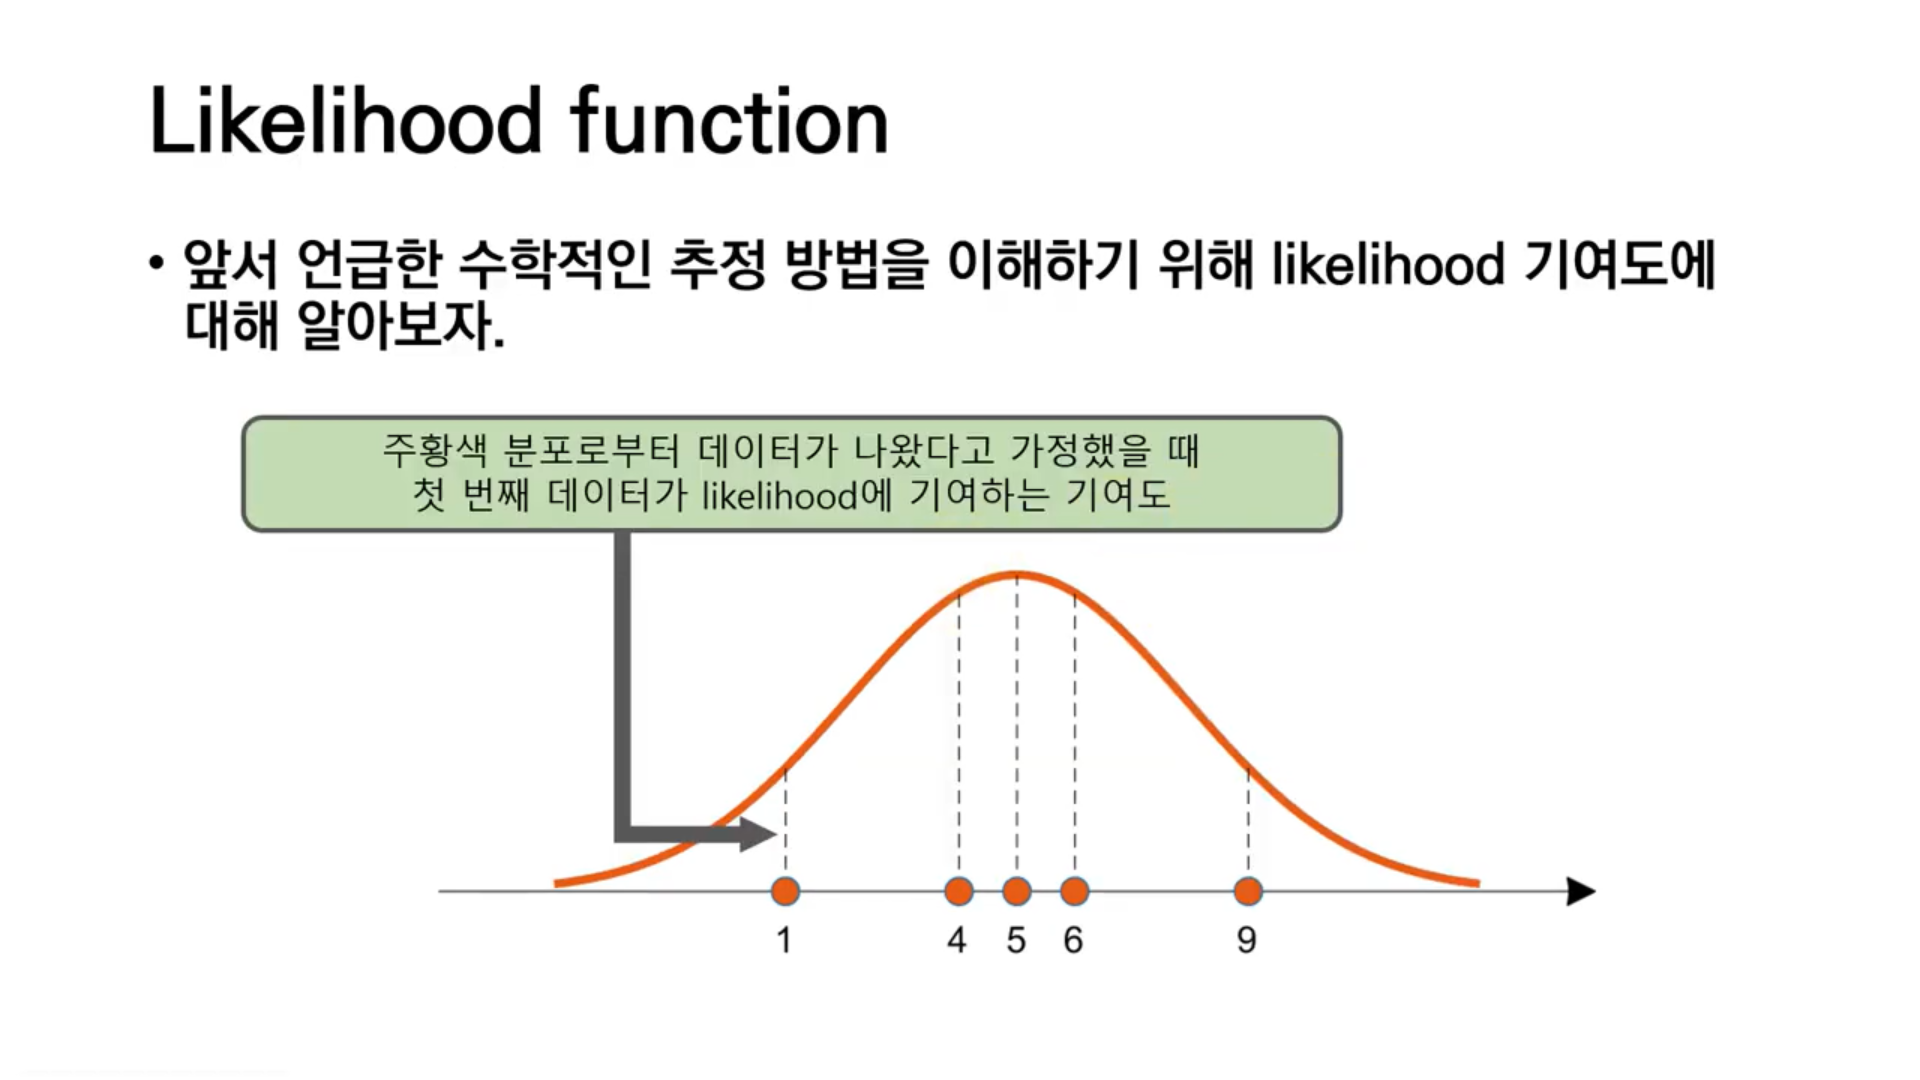 Likelihood function
• 앞서 언급한 수학적인 추정 방법을 이해하기 위해 likelihood 기여도에
대해 알아보자.
주황색 분포로부터 데이터가 나왔다고 가정했을 때
첫 번째 데이터가 likelihood에 기여하는 기여도
1 4 5 6 9